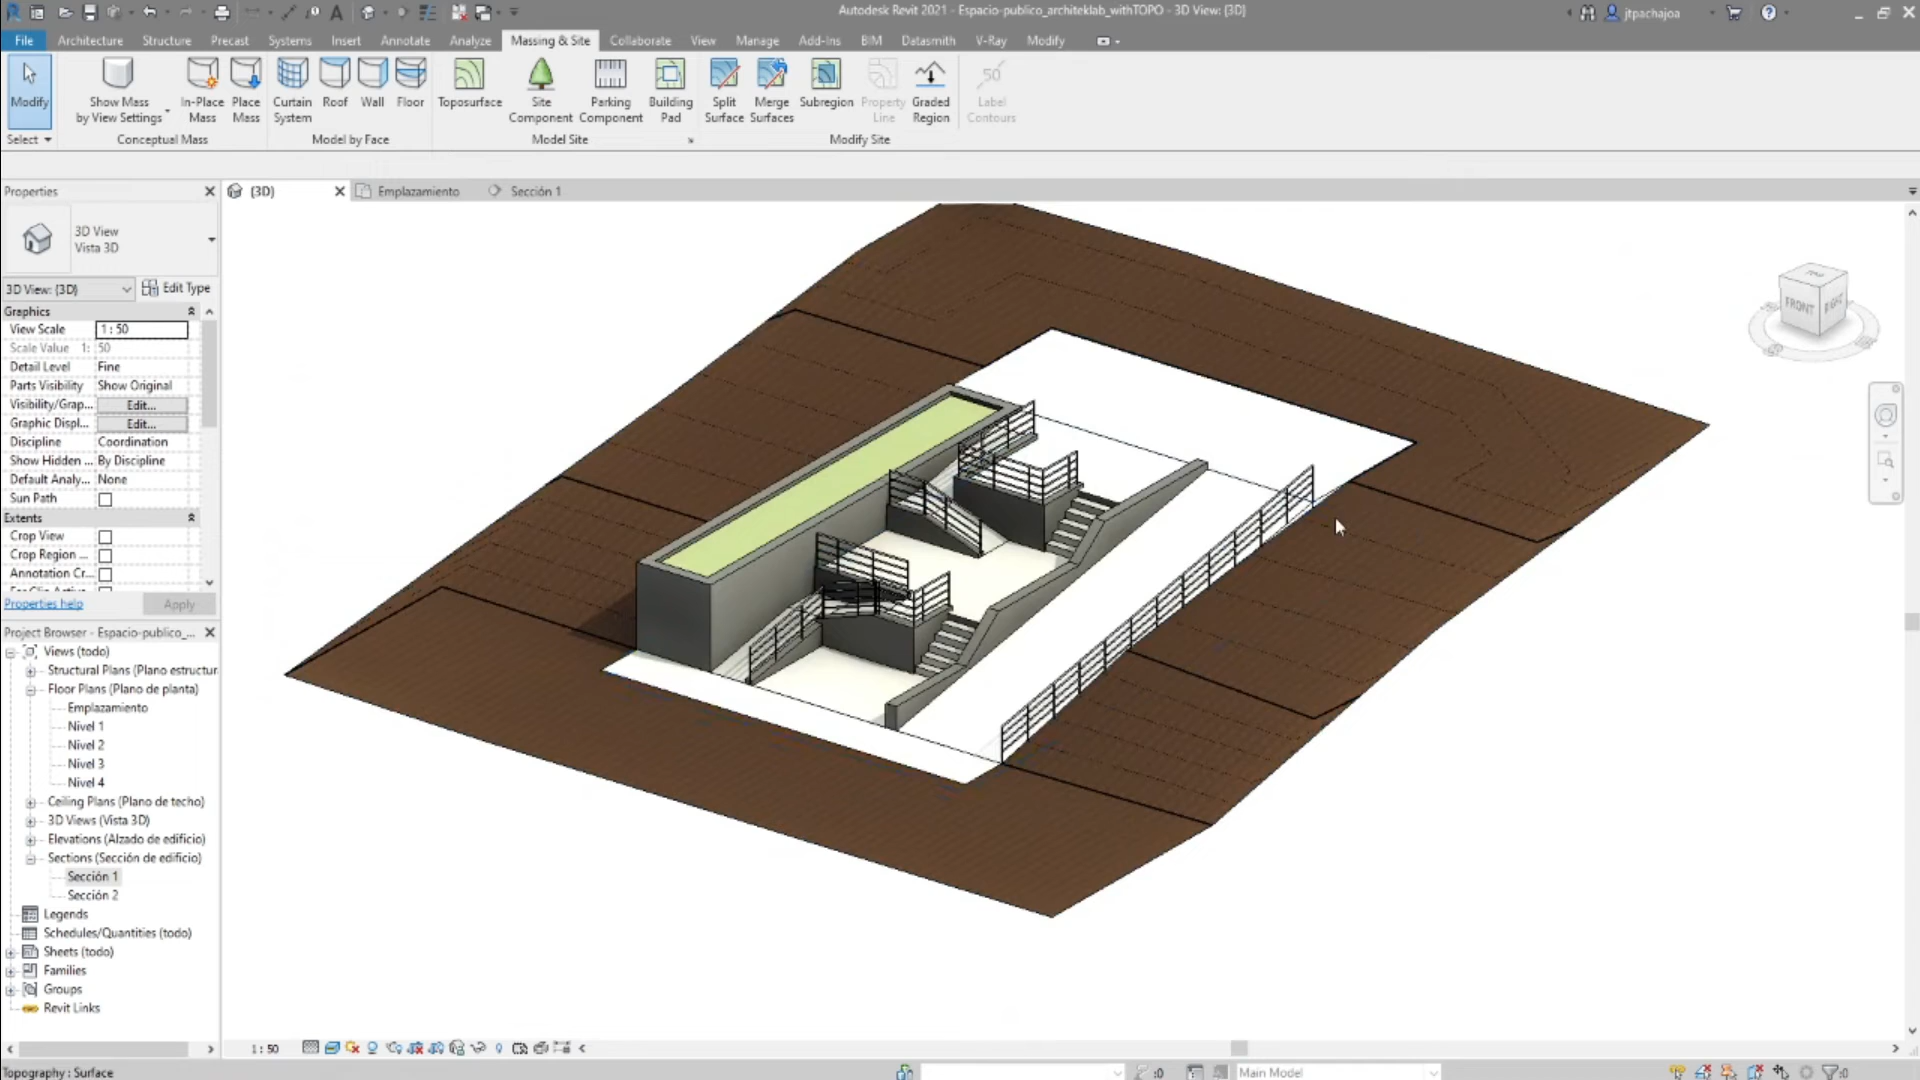 Autodesk Revit 2021 - Espacio-publico_architeklab_withTOPO - 3D View: {3D}
jtpachajoa
File Architecture Structure Precast Systems Insert Annotate Analyze Massing & Site Collaborate View Manage Add-Ins BIM Datasmith V-Ray Modify
Modify
Show Mass
by View Settings
In-Place
Mass
Place
Mass
Curtain
System
Roof
Wall
Floor
Toposurface
Site
Component
Parking
Component
Building
Pad
Split
Surface
Merge
Surfaces
Subregion
Property
Line
Graded
Region
50
Label
Contours
Select
Conceptual Mass
Model by Face
Model Site
Modify Site
Properties
{3D}
Emplazamiento
Sección 1
3D View
Vista 3D
3D View: {3D}
Edit Type
Graphics
View Scale 1 : 50
Scale Value 1: 50
Detail Level Fine
Parts Visibility Show Original
Visibility/Grap... Edit...
Graphic Displ... Edit...
Discipline Coordination
Show Hidden ... By Discipline
Default Analy... None
Sun Path
Extents
Crop View
Crop Region ...
Annotation Cr...
Properties help
Apply
FRONT
RIGHT
Project Browser - Espacio-publico_...
Views (todo)
Structural Plans (Plano estructur
Floor Plans (Plano de planta)
Emplazamiento
Nivel 1
Nivel 2
Nivel 3
Nivel 4
Ceiling Plans (Plano de techo)
3D Views (Vista 3D)
Elevations (Alzado de edificio)
Sections (Sección de edificio)
Sección 1
Sección 2
Legends
Schedules/Quantities (todo)
Sheets (todo)
Families
Groups
Revit Links
1 : 50
Topography : Surface
:0
Main Model
:0